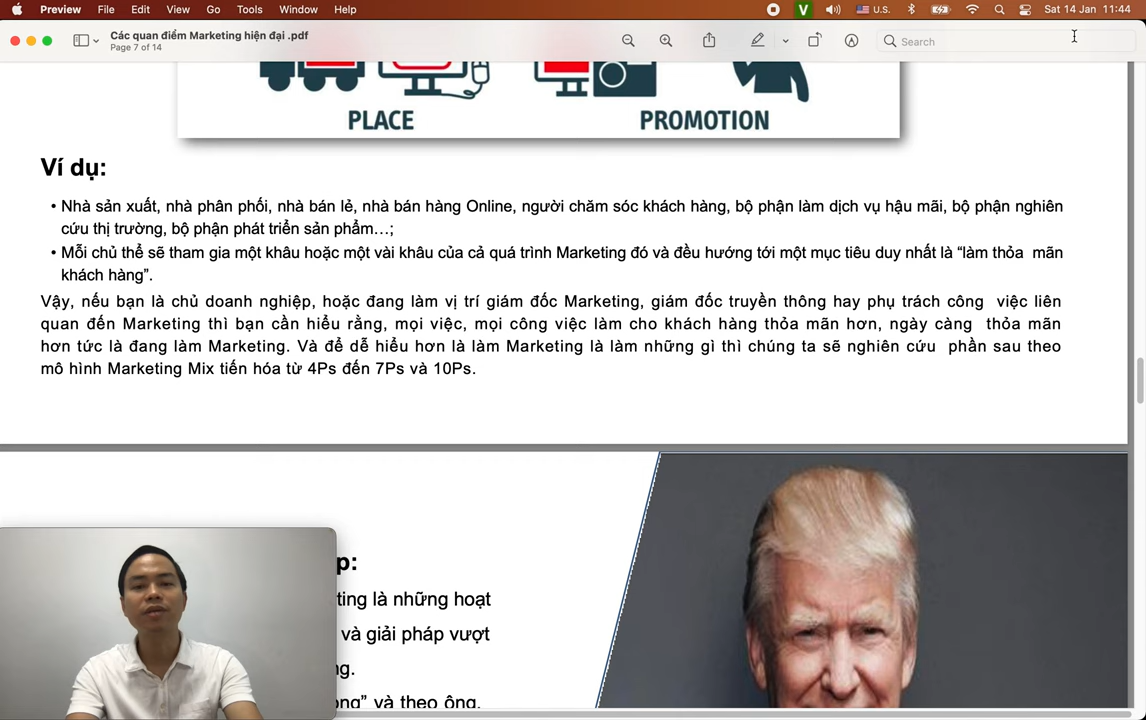 Preview File Edit View Go Tools Window Help V U.S. Sat 14 Jan 11:44
Các quan điểm Marketing hiện đại .pdf
Page 7 of 14
Search
PLACE PROMOTION
Ví dụ:
• Nhà sản xuất, nhà phân phối, nhà bán lẻ, nhà bán hàng Online, người chăm sóc khách hàng, bộ phận làm dịch vụ hậu mãi, bộ phận nghiên
cứu thị trường, bộ phận phát triển sản phẩm…;
• Mỗi chủ thể sẽ tham gia một khâu hoặc một vài khâu của cả quá trình Marketing đó và đều hướng tới một mục tiêu duy nhất là “làm thỏa mãn
khách hàng”.
Vậy, nếu bạn là chủ doanh nghiệp, hoặc đang làm vị trí giám đốc Marketing, giám đốc truyền thông hay phụ trách công việc liên
quan đến Marketing thì bạn cần hiểu rằng, mọi việc, mọi công việc làm cho khách hàng thỏa mãn hơn, ngày càng thỏa mãn
hơn tức là đang làm Marketing. Và để dễ hiểu hơn là làm Marketing là làm những gì thì chúng ta sẽ nghiên cứu phần sau theo
mô hình Marketing Mix tiến hóa từ 4Ps đến 7Ps và 10Ps.
p:
ting là những hoạt
và giải pháp vượt
ng.
ong” và theo ông,